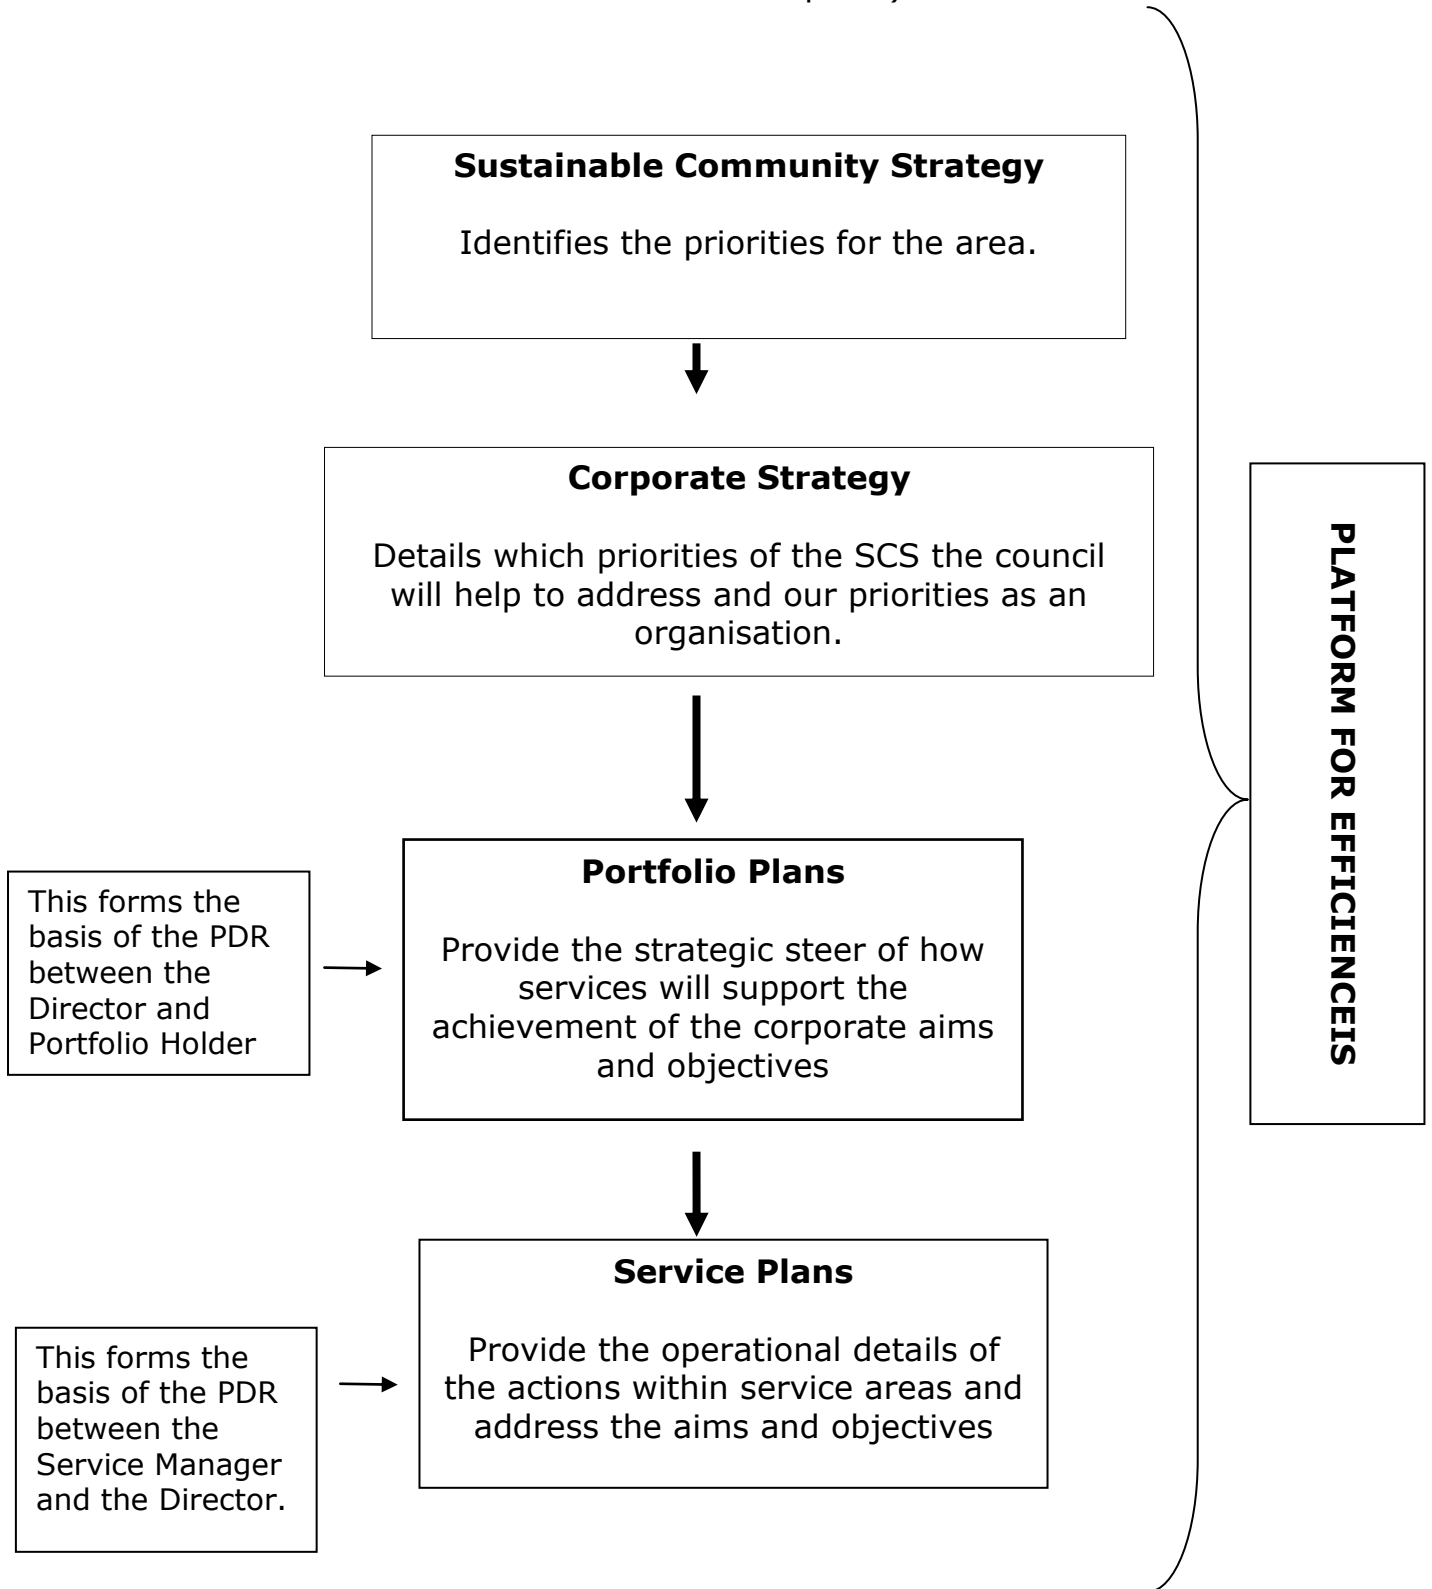 Sustainable Community Strategy
Identifies the priorities for the area.
Corporate Strategy
Details which priorities of the SCS the council
will help to address and our priorities as an
organisation.
PLATFORM FOR EFFICIENCEIS
Portfolio Plans
Provide the strategic steer of how
services will support the
achievement of the corporate aims
and objectives
This forms the
basis of the PDR
between the
Director and
Portfolio Holder
Service Plans
Provide the operational details of
the actions within service areas and
address the aims and objectives
This forms the
basis of the PDR
between the
Service Manager
and the Director.